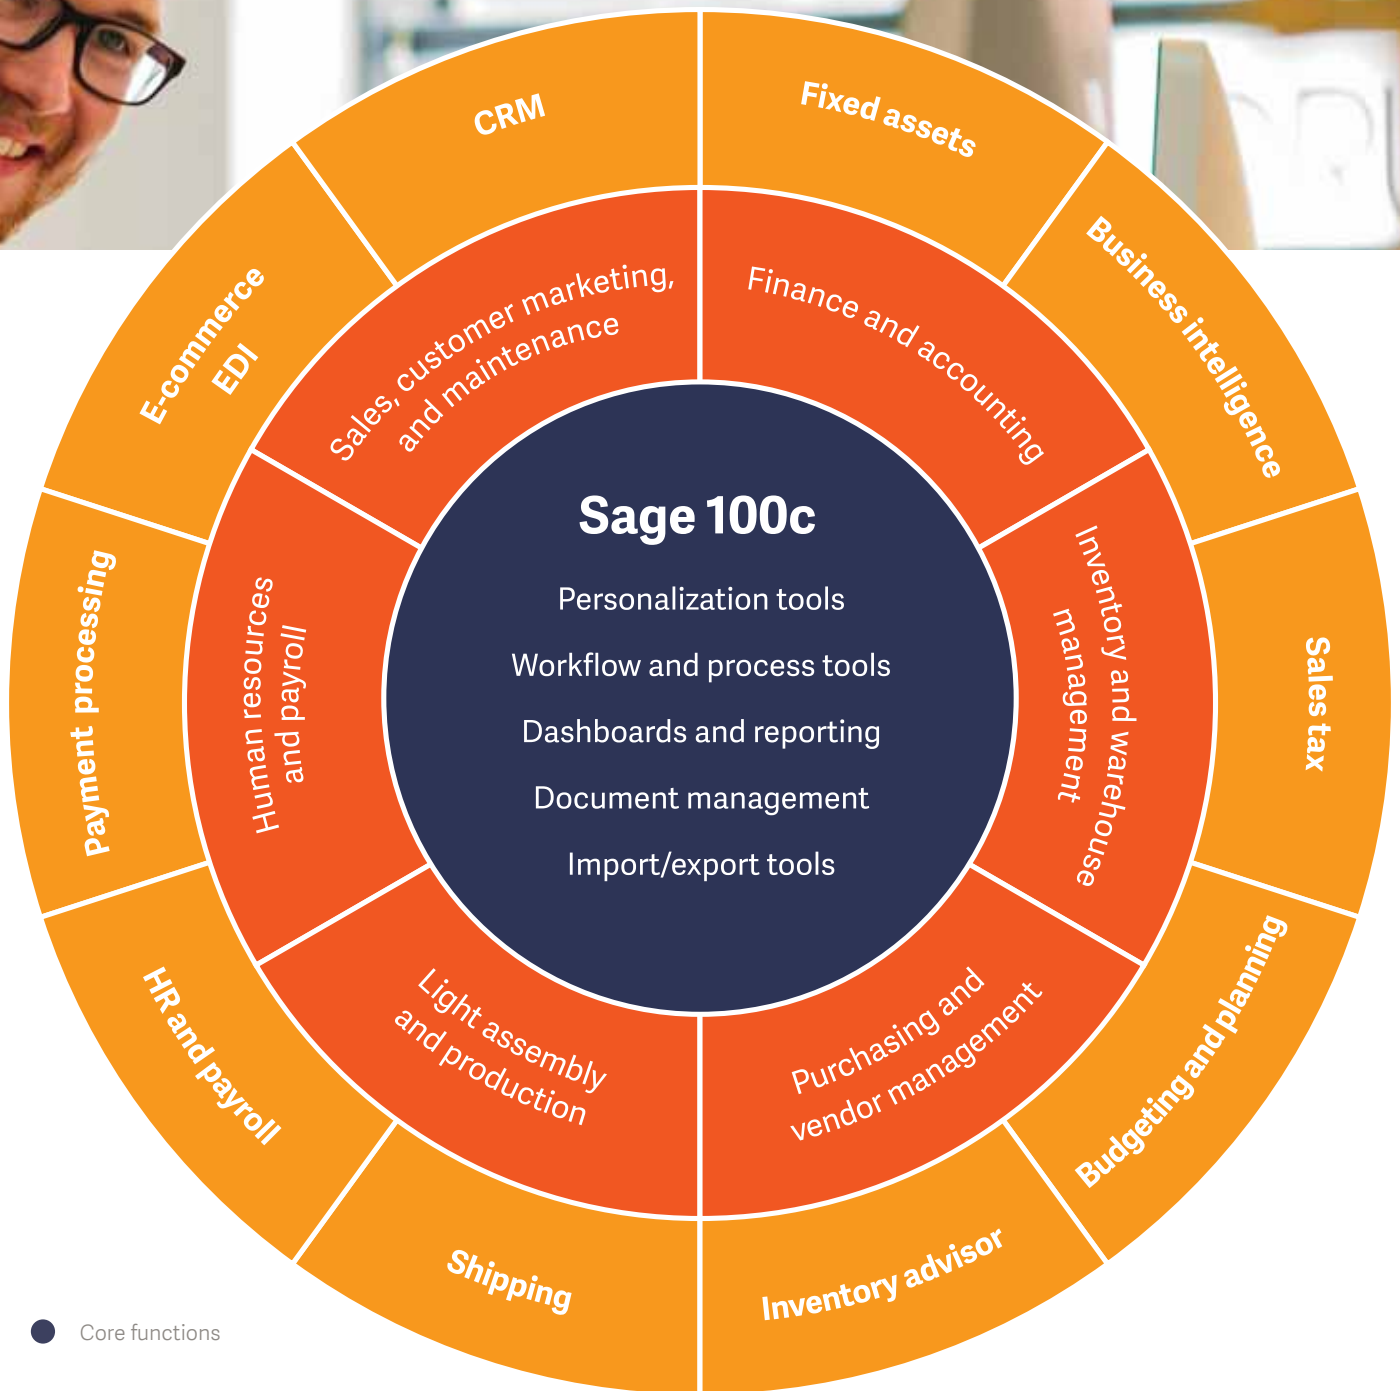 CRM
Fixed assets
Business intelligence
Sales tax
Budgeting and planning
Inventory advisor
Shipping
HR and payroll
Payment processing
E-commerce
EDI
Sales, customer marketing,
and maintenance
Finance and accounting
Inventory and warehouse
management
Purchasing and
vendor management
Light assembly
and production
Human resources
and payroll
Sage 100c
Personalization tools
Workflow and process tools
Dashboards and reporting
Document management
Import/export tools
Core functions